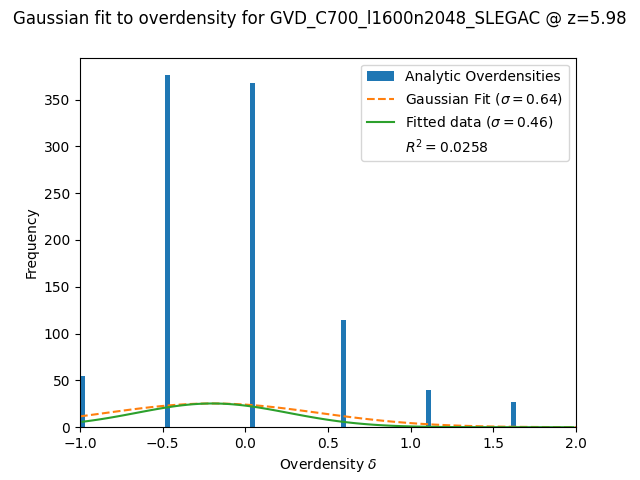 Gaussian fit to overdensity for GVD_C700_l1600n2048_SLEGAC @ z=5.98
Analytic Overdensities
Gaussian Fit (σ = 0.64)
Fitted data (σ = 0.46)
R² = 0.0258
Frequency
350
300
250
200
150
100
50
0
−1.0 −0.5 0.0 0.5 1.0 1.5 2.0
Overdensity δ